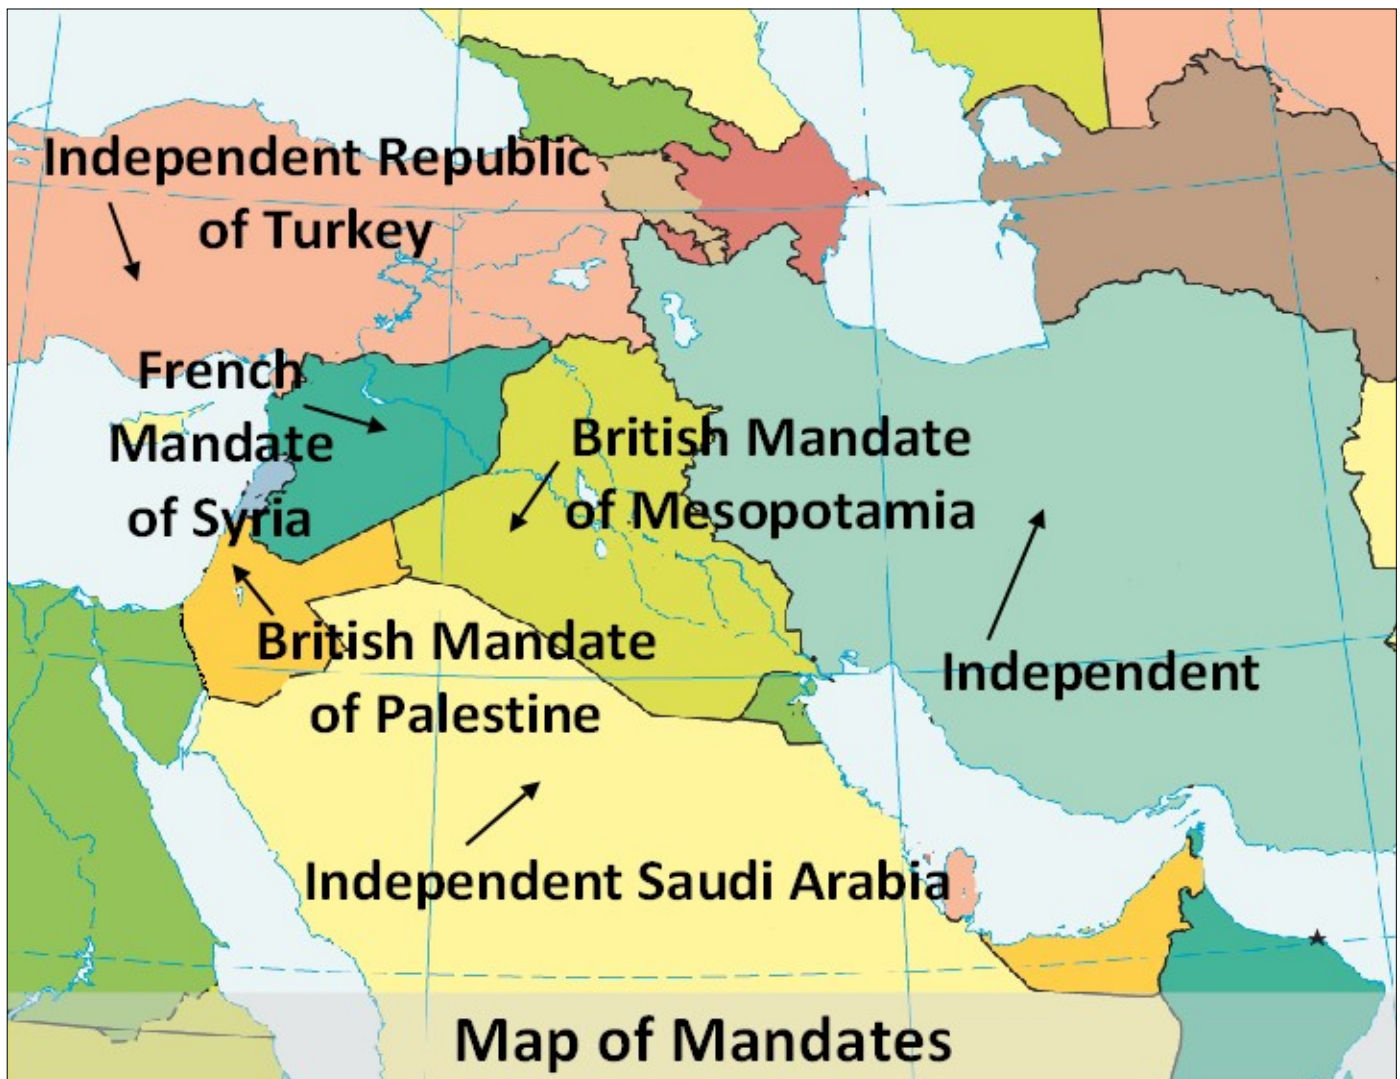 Independent Republic
of Turkey
French
Mandate
of Syria
British Mandate
of Mesopotamia
British Mandate
of Palestine
Independent
Independent Saudi Arabia
Map of Mandates